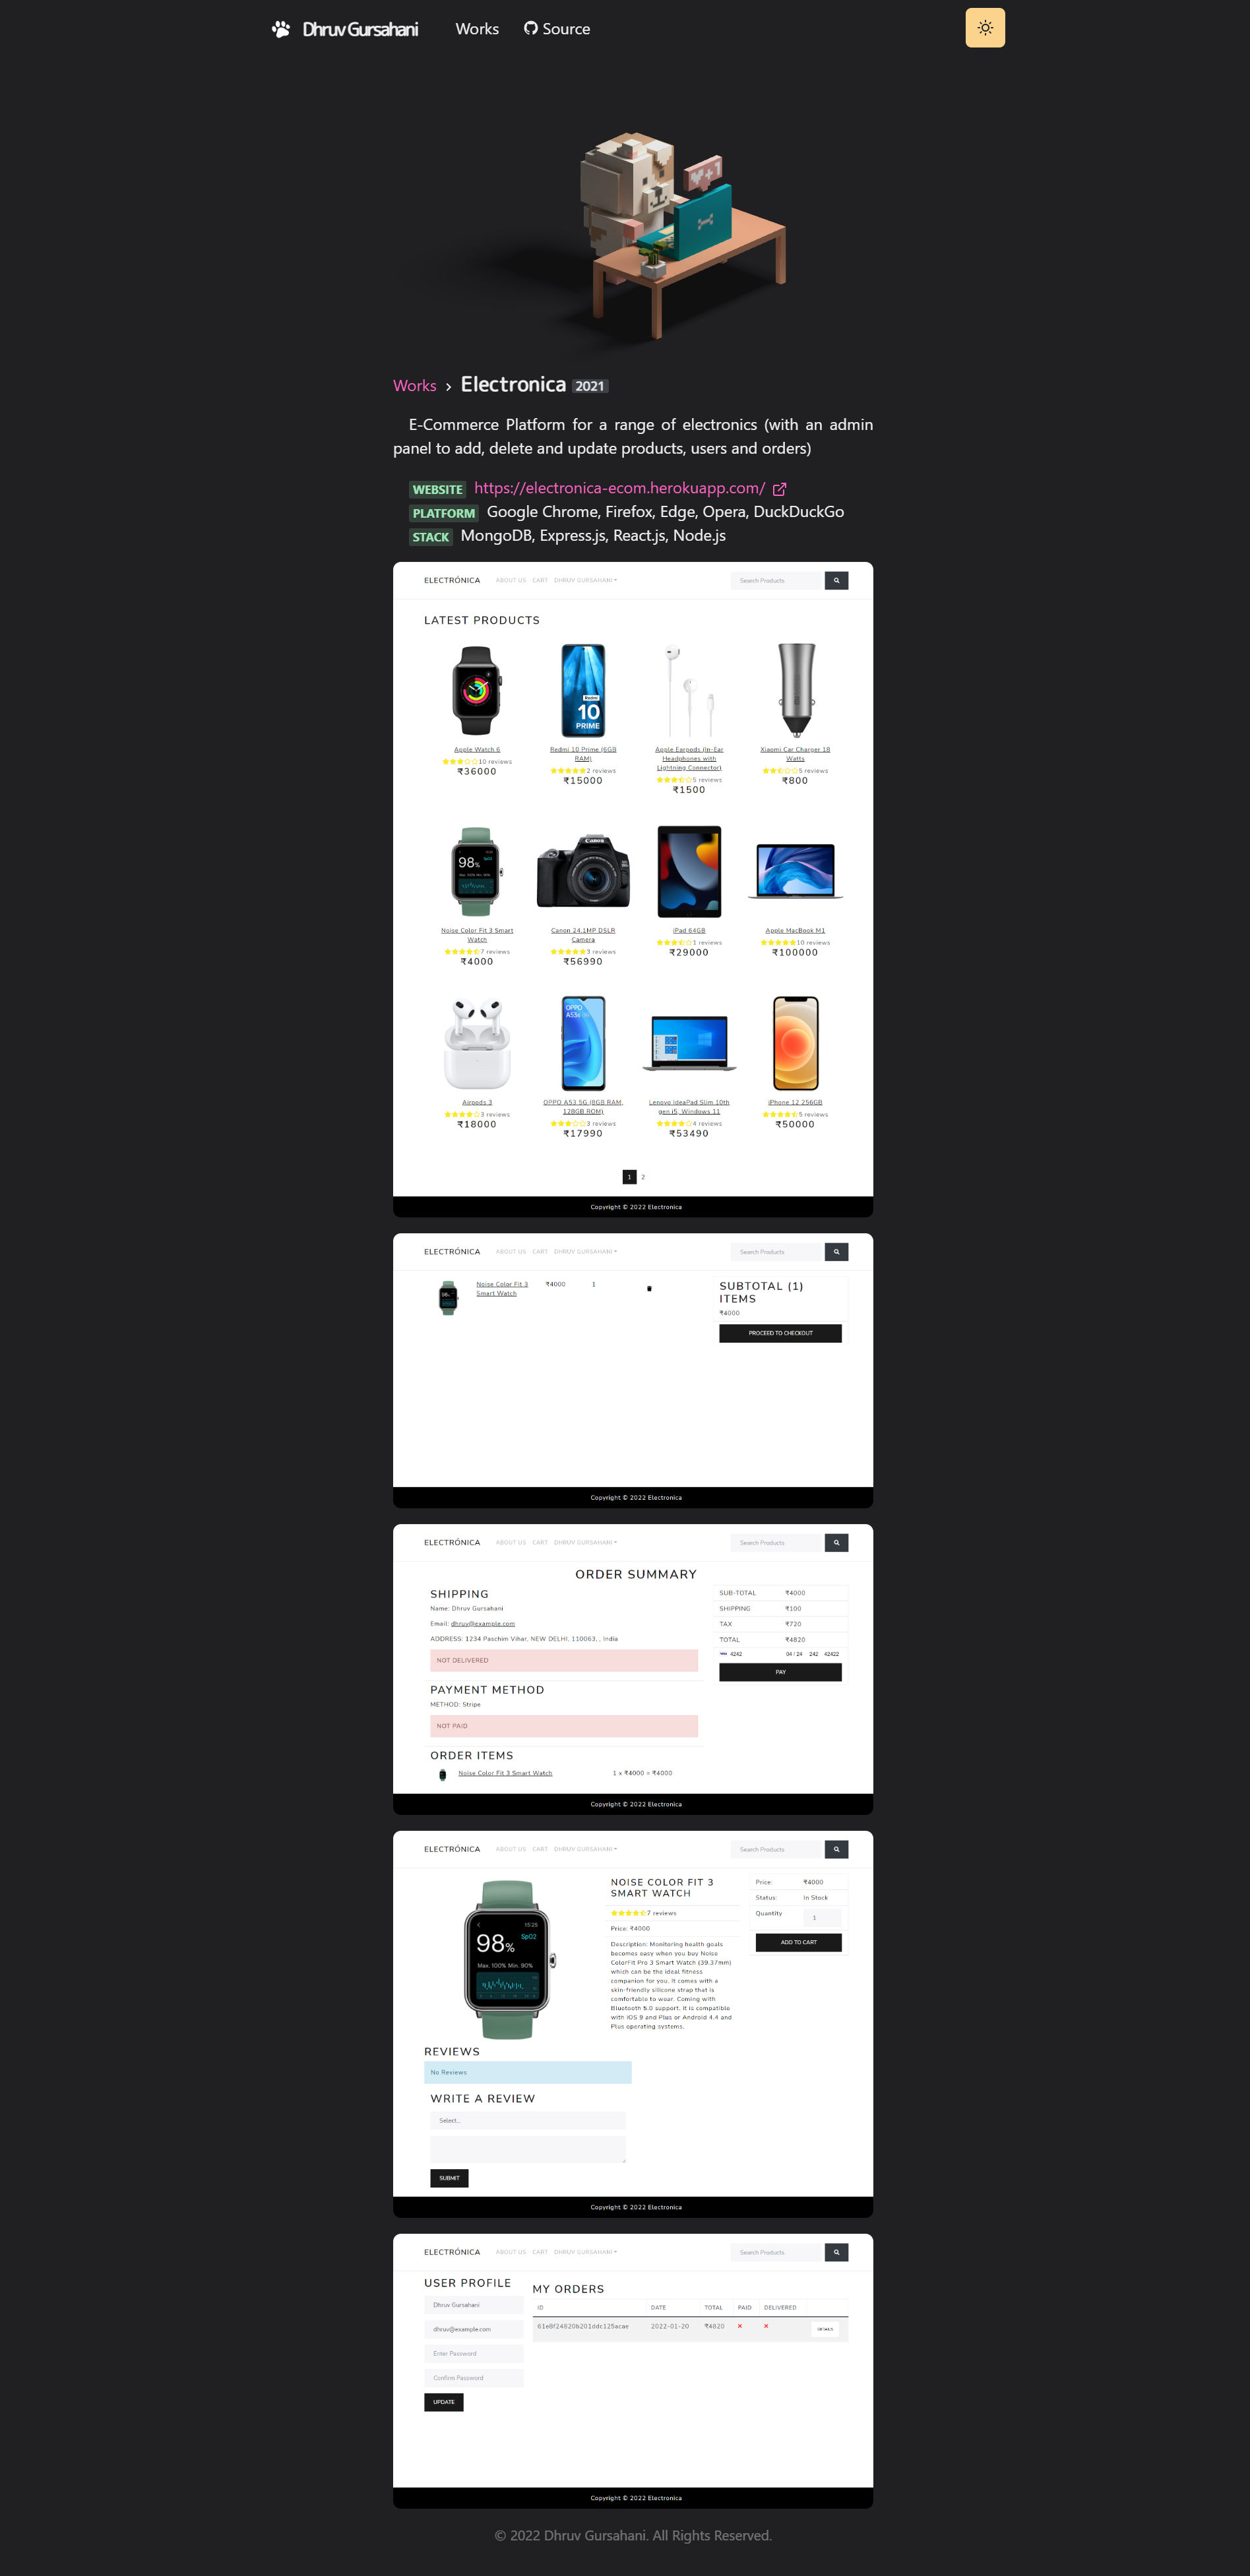 Dhruv Gursahani Works Source
♥+1
Works › Electronica 2021
E-Commerce Platform for a range of electronics (with an admin
panel to add, delete and update products, users and orders)
WEBSITE https://electronica-ecom.herokuapp.com/
PLATFORM Google Chrome, Firefox, Edge, Opera, DuckDuckGo
STACK MongoDB, Express.js, React.js, Node.js
ELECTRÓNICA ABOUT US CART DHRUV GURSAHANI Search Products
LATEST PRODUCTS
Redmi
10
PRIME
Apple Watch 6
10 reviews
₹36000
Redmi 10 Prime (6GB
RAM)
2 reviews
₹15000
Apple Earpods (In-Ear
Headphones with
Lightning Connector)
5 reviews
₹1500
Xiaomi Car Charger 18
Watts
5 reviews
₹800
98%
SpO2
Canon
Noise Color Fit 3 Smart
Watch
7 reviews
₹4000
Canon 24.1MP DSLR
Camera
3 reviews
₹56990
iPad 64GB
1 reviews
₹29000
Apple MacBook M1
10 reviews
₹100000
OPPO
A53s
Airpods 3
3 reviews
₹18000
OPPO A53 5G (8GB RAM,
128GB ROM)
3 reviews
₹17990
Lenovo IdeaPad Slim 10th
gen i5, Windows 11
4 reviews
₹53490
iPhone 12 256GB
5 reviews
₹50000
1 2
Copyright © 2022 Electronica
ELECTRÓNICA ABOUT US CART DHRUV GURSAHANI Search Products
Noise Color Fit 3
Smart Watch
₹4000
1
SUBTOTAL (1)
ITEMS
₹4000
PROCEED TO CHECKOUT
Copyright © 2022 Electronica
ELECTRÓNICA ABOUT US CART DHRUV GURSAHANI Search Products
ORDER SUMMARY
SHIPPING
Name: Dhruv Gursahani
Email: dhruv@example.com
ADDRESS: 1234 Paschim Vihar, NEW DELHI, 110063, , India
NOT DELIVERED
PAYMENT METHOD
METHOD: Stripe
NOT PAID
ORDER ITEMS
Noise Color Fit 3 Smart Watch 1 x ₹4000 = ₹4000
SUB-TOTAL ₹4000
SHIPPING ₹100
TAX ₹720
TOTAL ₹4820
4242 04 / 24 242 42422
PAY
Copyright © 2022 Electronica
ELECTRÓNICA ABOUT US CART DHRUV GURSAHANI Search Products
15:25
SpO2
98%
Max. 100% Min. 90%
NOISE COLOR FIT 3
SMART WATCH
7 reviews
Price: ₹4000
Description: Monitoring health goals
becomes easy when you buy Noise
ColorFit Pro 3 Smart Watch (39.37mm)
which can be the ideal fitness
companion for you. It comes with a
skin-friendly silicone strap that is
comfortable to wear. Coming with
Bluetooth 5.0 support, it is compatible
with iOS 9 and Plus or Android 4.4 and
Plus operating systems.
Price: ₹4000
Status: In Stock
Quantity 1
ADD TO CART
REVIEWS
No Reviews
WRITE A REVIEW
Select...
SUBMIT
Copyright © 2022 Electronica
ELECTRÓNICA ABOUT US CART DHRUV GURSAHANI Search Products
USER PROFILE
Dhruv Gursahani
dhruv@example.com
Enter Password
Confirm Password
UPDATE
MY ORDERS
ID DATE TOTAL PAID DELIVERED
61e8f24820b201ddc125acae 2022-01-20 ₹4820 DETAILS
Copyright © 2022 Electronica
© 2022 Dhruv Gursahani. All Rights Reserved.